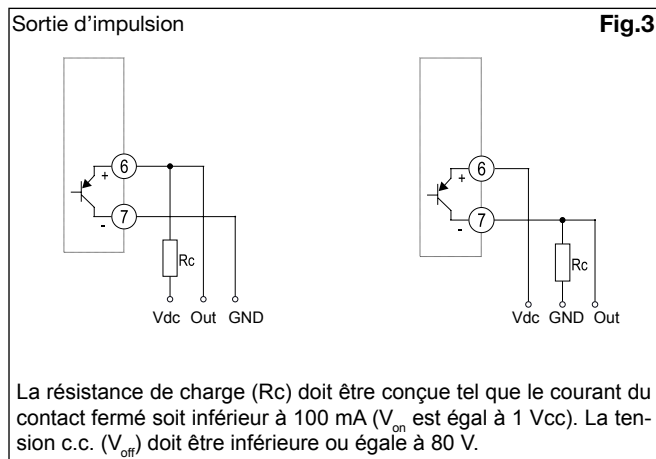 Sortie d’impulsion Fig.3
+ 6
- 7
Rc
Vdc Out GND
+ 6
- 7
Rc
Vdc GND Out
La résistance de charge (Rc) doit être conçue tel que le courant du
contact fermé soit inférieur à 100 mA (Von est égal à 1 Vcc). La ten-
sion c.c. (Voff) doit être inférieure ou égale à 80 V.